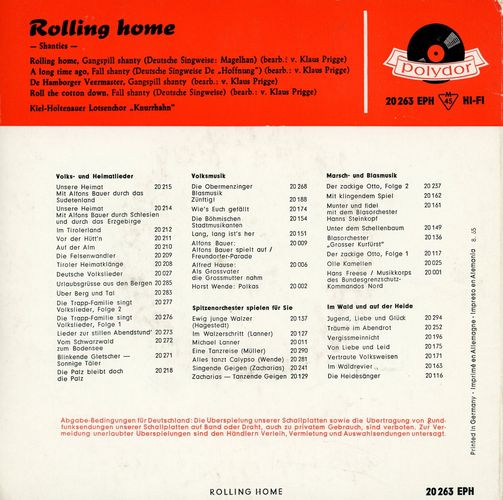 Rolling home
— Shanties —
Rolling home, Gangspill shanty (Deutsche Singweise: Magelhan) (bearb.: v. Klaus Prigge)
A long time ago, Fall shanty (Deutsche Singweise De „Hoffnung") (bearb.: v. Klaus Prigge)
De Hamborger Veermaster, Gangspill shanty (bearb.: v. Klaus Prigge)
Roll the cotton down, Fall shanty (Deutsche Singweise) (bearb.: v. Klaus Prigge)
Kiel-Holtenauer Lotsenchor „Knurrhahn"
Polydor
20 263 EPH M 45 HI-FI
Volks- und Heimatlieder
Unsere Heimat 20 215
Mit Alfons Bauer durch das
Sudetenland
Unsere Heimat 20 214
Mit Alfons Bauer durch Schlesien
und durch das Erzgebirge
Im Tirolerland 20 212
Vor der Hütt'n 20 211
Auf der Alm 20 210
Die Felsenwandler 20 209
Tiroler Heimatklänge 20 208
Deutsche Volkslieder 20 027
Urlaubsgrüsse aus den Bergen 20 285
Über Berg und Tal 20 283
Die Trapp-Familie singt 20 277
Volkslieder, Folge 2
Die Trapp-Familie singt 20 276
Volkslieder, Folge 1
Lieder zur stillen Abendstund' 20 273
Vom Schwarzwald 20 272
zum Bodensee
Blinkende Gletscher — 20 271
Sonnige Täler
Die Palz bleibt doch 20 218
die Palz
Volksmusik
Die Obermenzinger 20 268
Blasmusik
Zünftig! 20 188
Wie's Euch gefällt 20 174
Die Böhmischen 20 154
Stadtmusikanten
Lang, lang ist's her 20 151
Alfons Bauer: 20 009
Alfons Bauer spielt auf /
Freundorfer-Parade
Alfred Hause: 20 006
Als Grossvater
die Grossmutter nahm
Horst Wende: Polkas 20 002
Spitzenorchester spielen für Sie
Ewig junge Walzer 20 137
(Hagestedt)
Im Walzerschritt (Lanner) 20 127
Michael Lanner 20 011
Eine Tanzreise (Müller) 20 290
Alles tanzt Calypso (Wende) 20 281
Singende Geigen (Zacharias) 20 241
Zacharias — Tanzende Geigen 20 129
Marsch- und Blasmusik
Der zackige Otto, Folge 2 20 237
Mit klingendem Spiel 20 162
Munter und fidel 20 161
mit dem Blasorchester
Hanns Steinkopf
Unter dem Schellenbaum 20 149
Blasorchester 20 136
„Grosser Kurfürst"
Der zackige Otto, Folge 1 20 117
Olle Kamellen 20 025
Hans Freese / Musikkorps 20 001
des Bundesgrenzschutz-
Kommandos Nord
Im Wald und auf der Heide
Jugend, Liebe und Glück 20 294
Träume im Abendrot 20 252
Vergissmeinnicht 20 196
Von Liebe und Leid 20 175
Vertraute Volksweisen 20 171
Im Waldrevier 20 163
Die Heidesänger 20 116
Printed in Germany • Imprimé en Allemagne • Impreso en Alemania 8. 65
Abgabe-Bedingungen für Deutschland: Die Überspielung unserer Schallplatten sowie die Übertragung von Rund-
funksendungen unserer Schallplatten auf Band oder Draht, auch zu privatem Gebrauch, sind verboten. Zur Ver-
meidung unerlaubter Überspielungen sind den Händlern Verleih, Vermietung und Auswahlsendungen untersagt.
ROLLING HOME
20 263 EPH